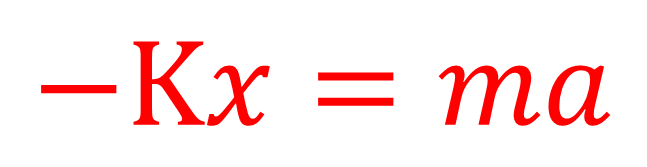 −Kx = ma